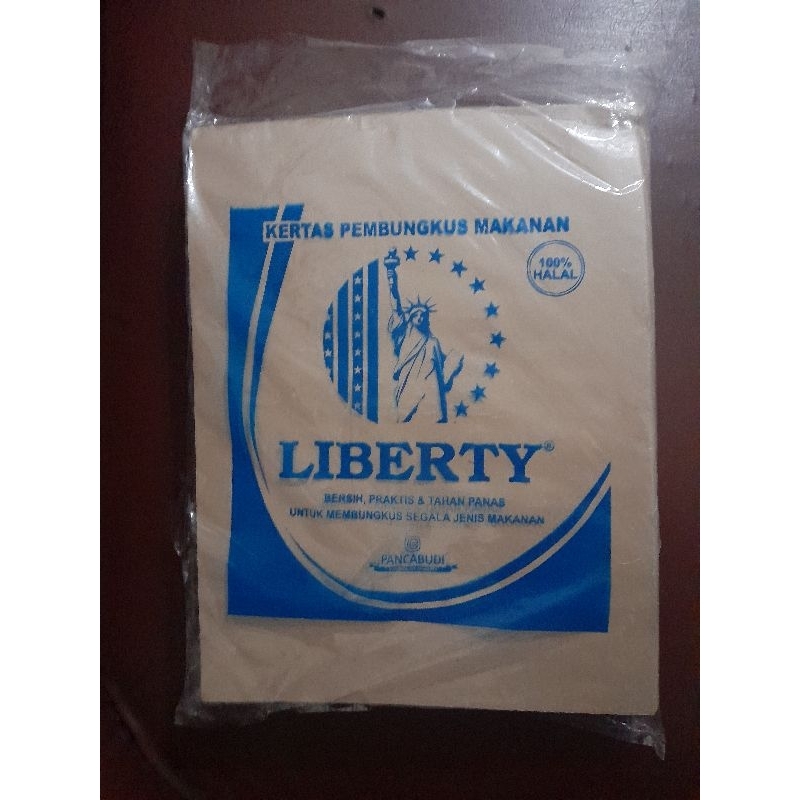 KERTAS PEMBUNGKUS MAKANAN
100%
HALAL
LIBERTY®
BERSIH, PRAKTIS & TAHAN PANAS
UNTUK MEMBUNGKUS SEGALA JENIS MAKANAN
PANCABUDI